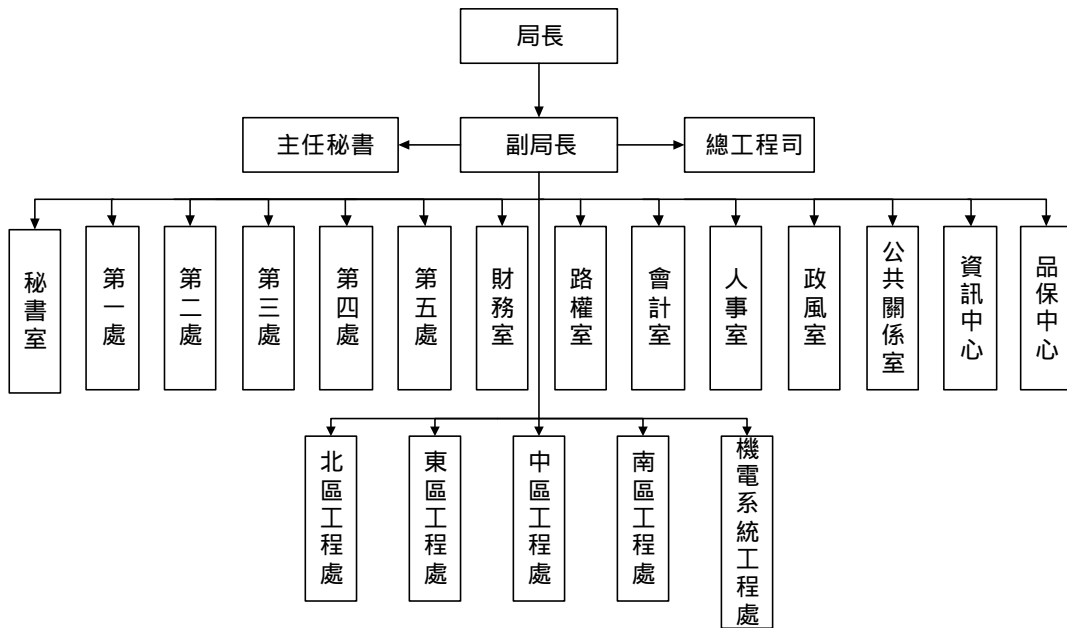 局長
主任秘書
副局長
總工程司
秘書室
第一處
第二處
第三處
第四處
第五處
財務室
路權室
會計室
人事室
政風室
公共關係室
資訊中心
品保中心
北區工程處
東區工程處
中區工程處
南區工程處
機電系統工程處